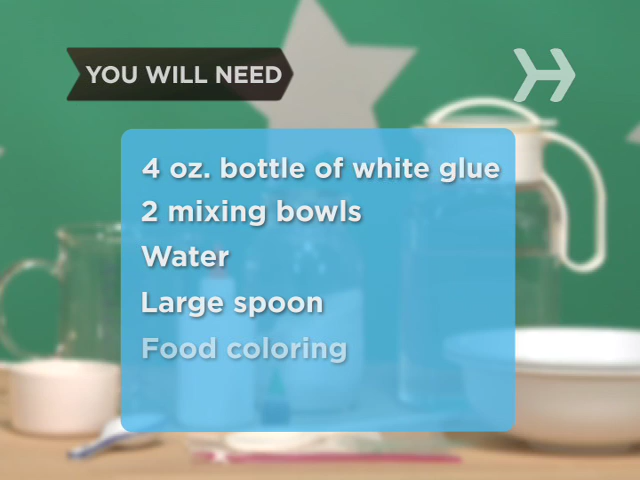 YOU WILL NEED
4 oz. bottle of white glue
2 mixing bowls
Water
Large spoon
Food coloring